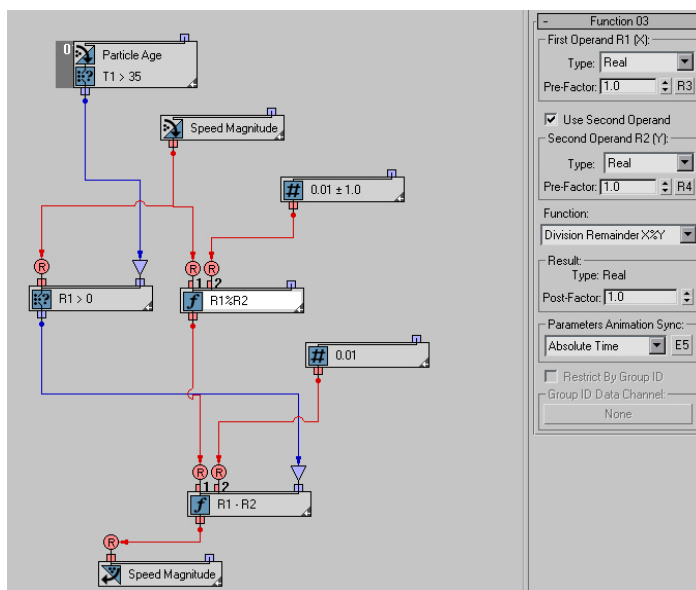 0
Particle Age
T1 > 35
Speed Magnitude
# 0.01 ± 1.0
R
R
R
1
2
R1 > 0
f R1%R2
# 0.01
R
R
1
2
f R1 - R2
R
Speed Magnitude
- Function 03
First Operand R1 (X):
Type: Real
Pre-Factor: 1.0 R3
Use Second Operand
Second Operand R2 (Y):
Type: Real
Pre-Factor: 1.0 R4
Function:
Division Remainder X%Y
Result:
Type: Real
Post-Factor: 1.0
Parameters Animation Sync:
Absolute Time E5
Restrict By Group ID
Group ID Data Channel:
None